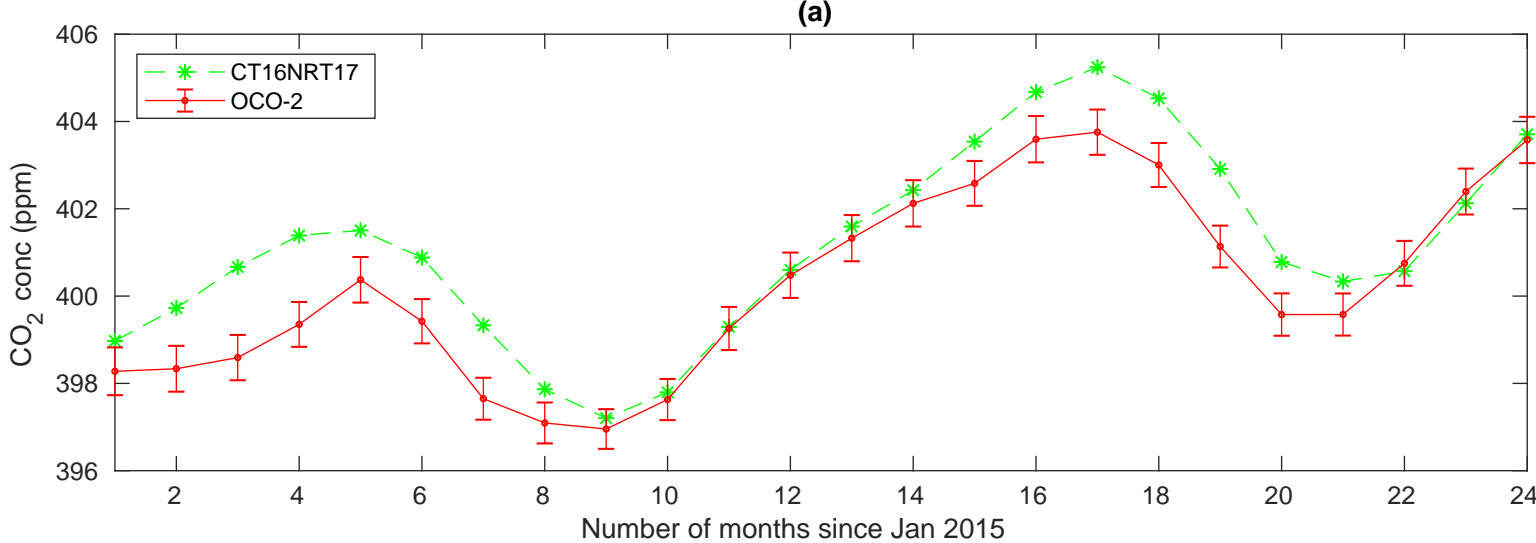 (a)
406
404
402
400
398
396
CO2 conc (ppm)
CT16NRT17
OCO-2
2 4 6 8 10 12 14 16 18 20 22 24
Number of months since Jan 2015